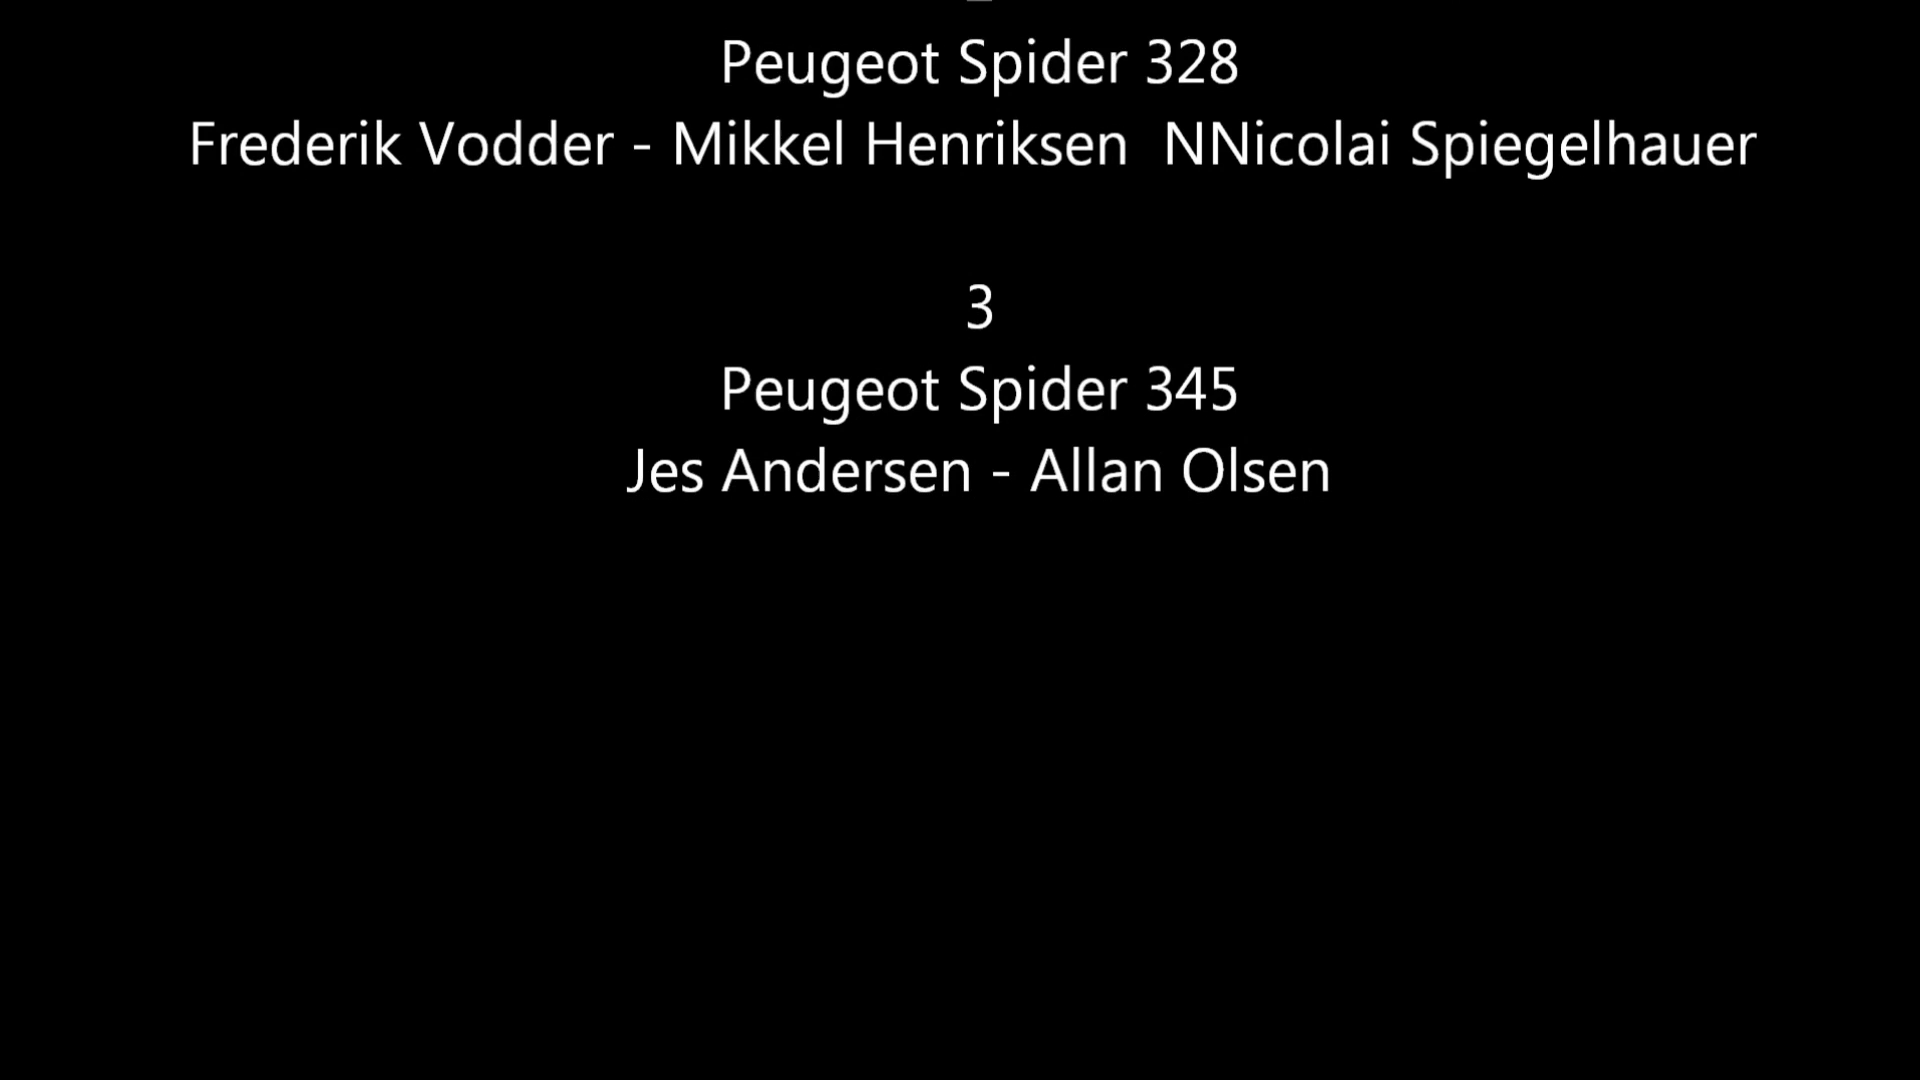 Peugeot Spider 328
Frederik Vodder - Mikkel Henriksen  NNicolai Spiegelhauer
3
Peugeot Spider 345
Jes Andersen - Allan Olsen